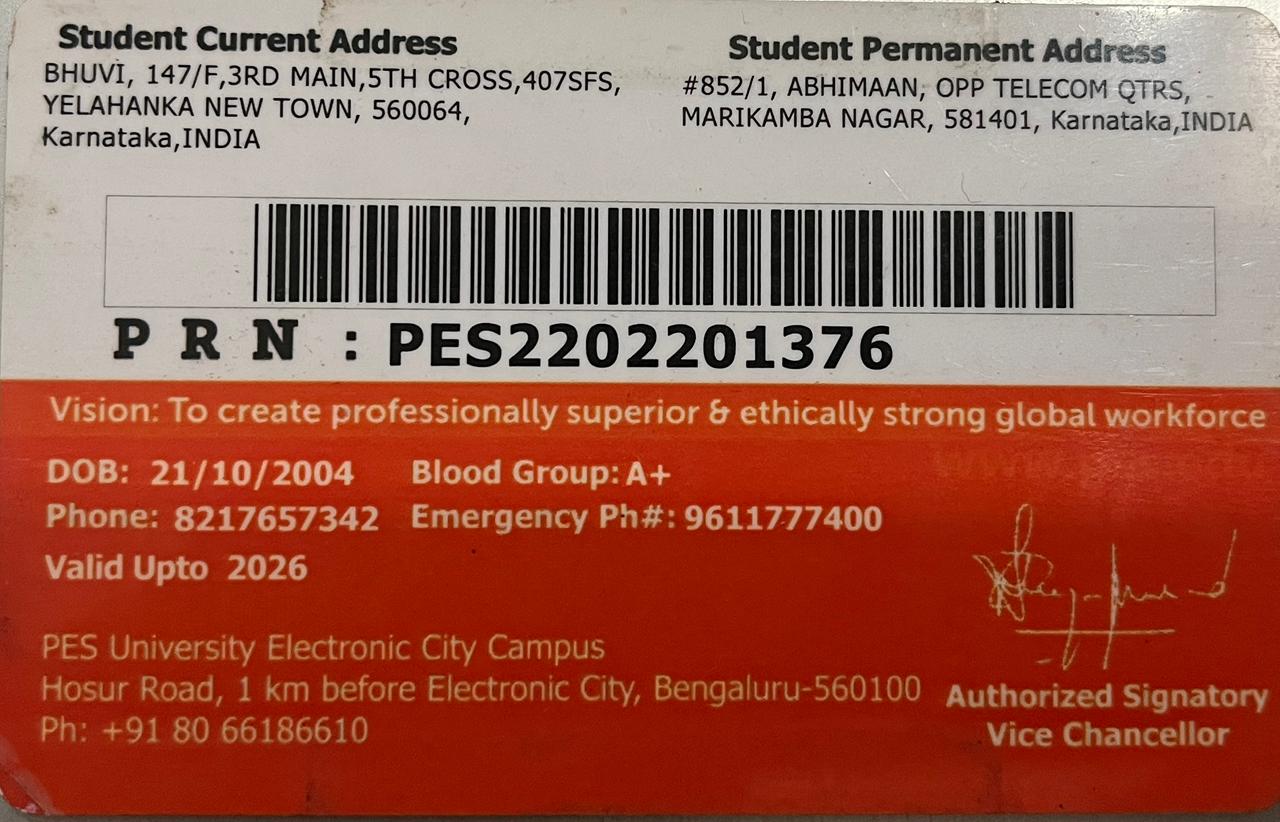 Student Current Address
BHUVI, 147/F,3RD MAIN,5TH CROSS,407SFS,
YELAHANKA NEW TOWN, 560064,
Karnataka,INDIA
Student Permanent Address
#852/1, ABHIMAAN, OPP TELECOM QTRS,
MARIKAMBA NAGAR, 581401, Karnataka,INDIA
P R N : PES2202201376
Vision: To create professionally superior & ethically strong global workforce
DOB: 21/10/2004 Blood Group: A+
Phone: 8217657342 Emergency Ph#: 9611777400
Valid Upto 2026
PES University Electronic City Campus
Hosur Road, 1 km before Electronic City, Bengaluru-560100
Ph: +91 80 66186610
Authorized Signatory
Vice Chancellor